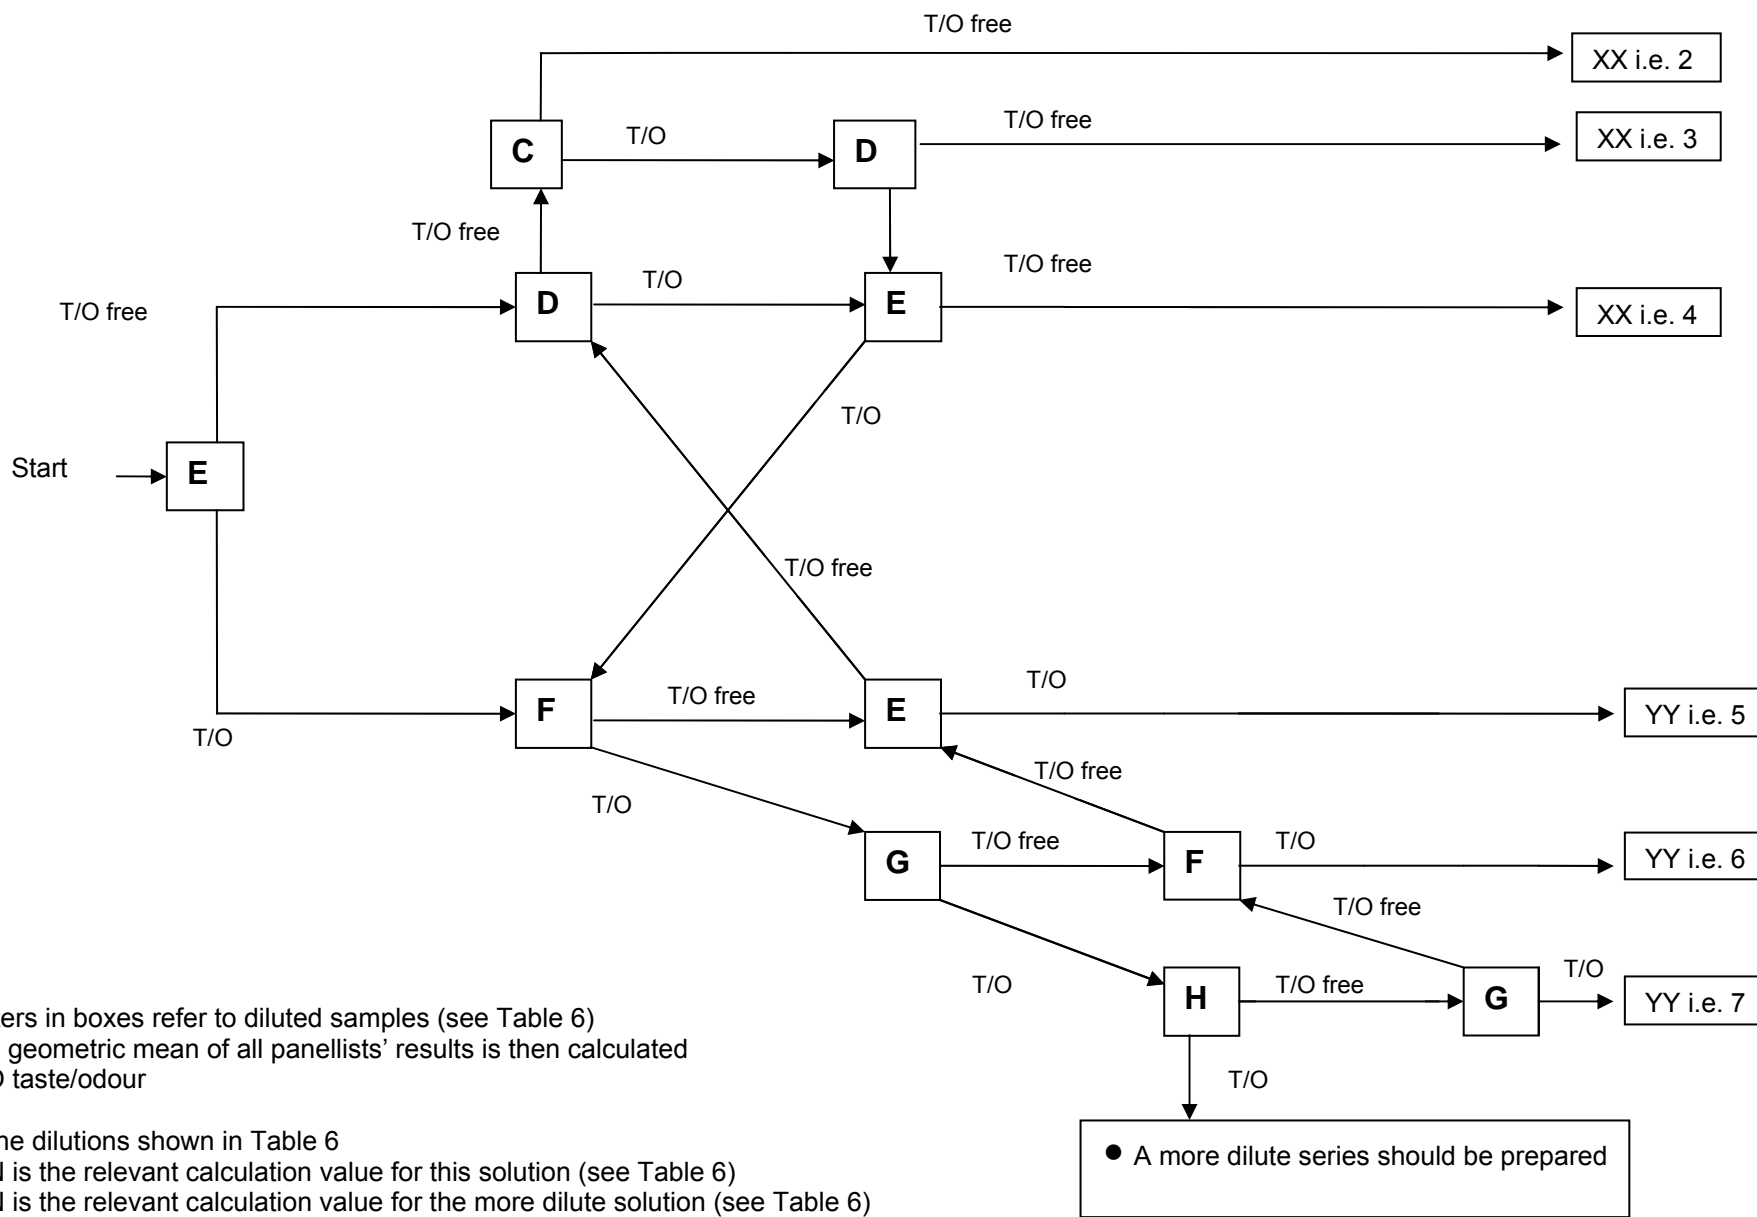 T/O free
XX i.e. 2
C
T/O
D
T/O free
XX i.e. 3
T/O free
D
T/O
E
T/O free
XX i.e. 4
T/O free
T/O
Start
E
T/O free
T/O
F
T/O free
E
T/O
YY i.e. 5
T/O free
T/O
G
T/O free
F
T/O
YY i.e. 6
T/O free
T/O
H
T/O free
G
T/O
YY i.e. 7
T/O
in boxes refer to diluted samples (see Table 6)
geometric mean of all panellists' results is then calculated
taste/odour
dilutions shown in Table 6
is the relevant calculation value for this solution (see Table 6)
is the relevant calculation value for the more dilute solution (see Table 6)
● A more dilute series should be prepared